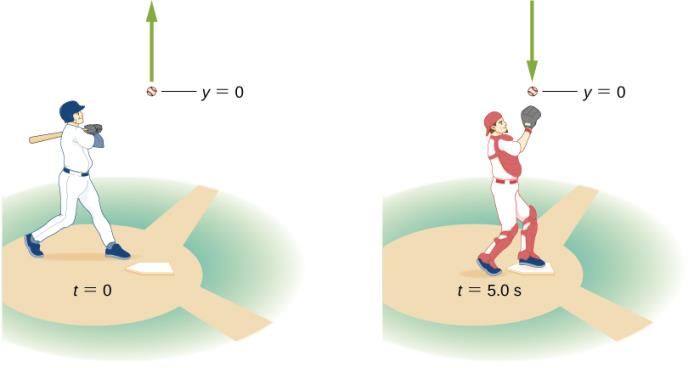 y = 0
y = 0
t = 0
t = 5.0 s